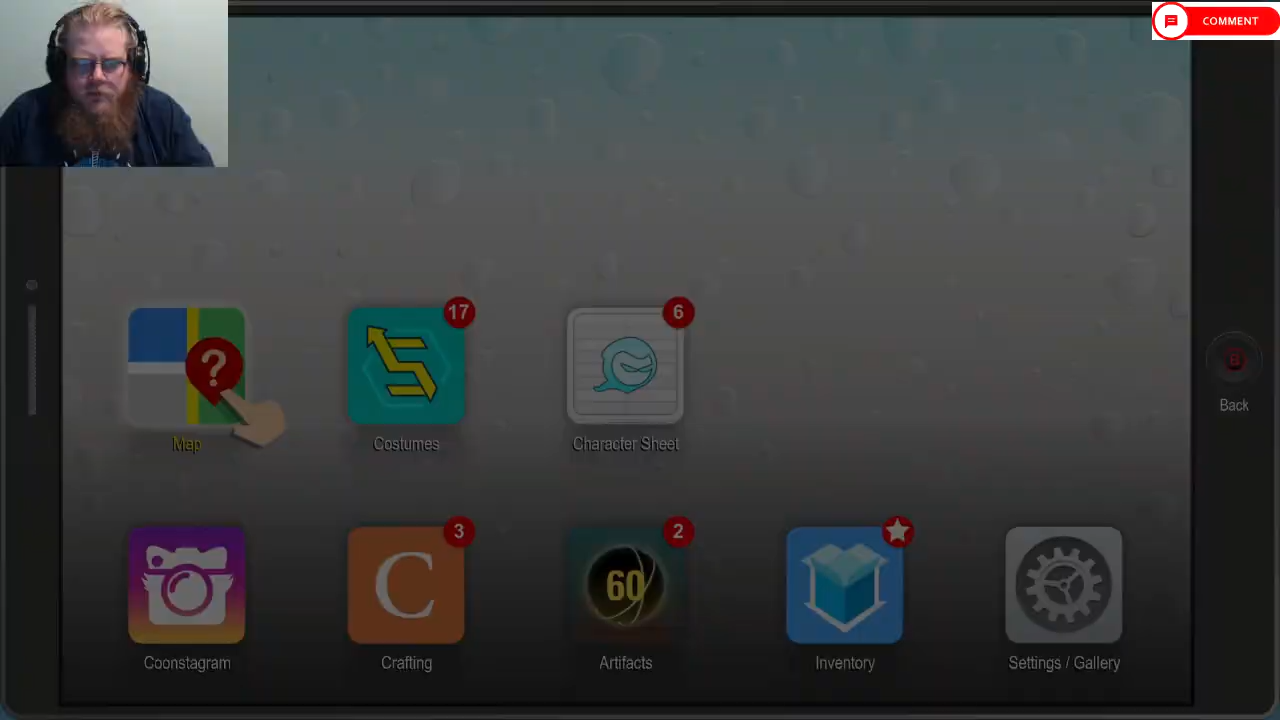 COMMENT
17
6
?
Map
Costumes
Character Sheet
B
Back
3
2
C
60
Coonstagram
Crafting
Artifacts
Inventory
Settings / Gallery